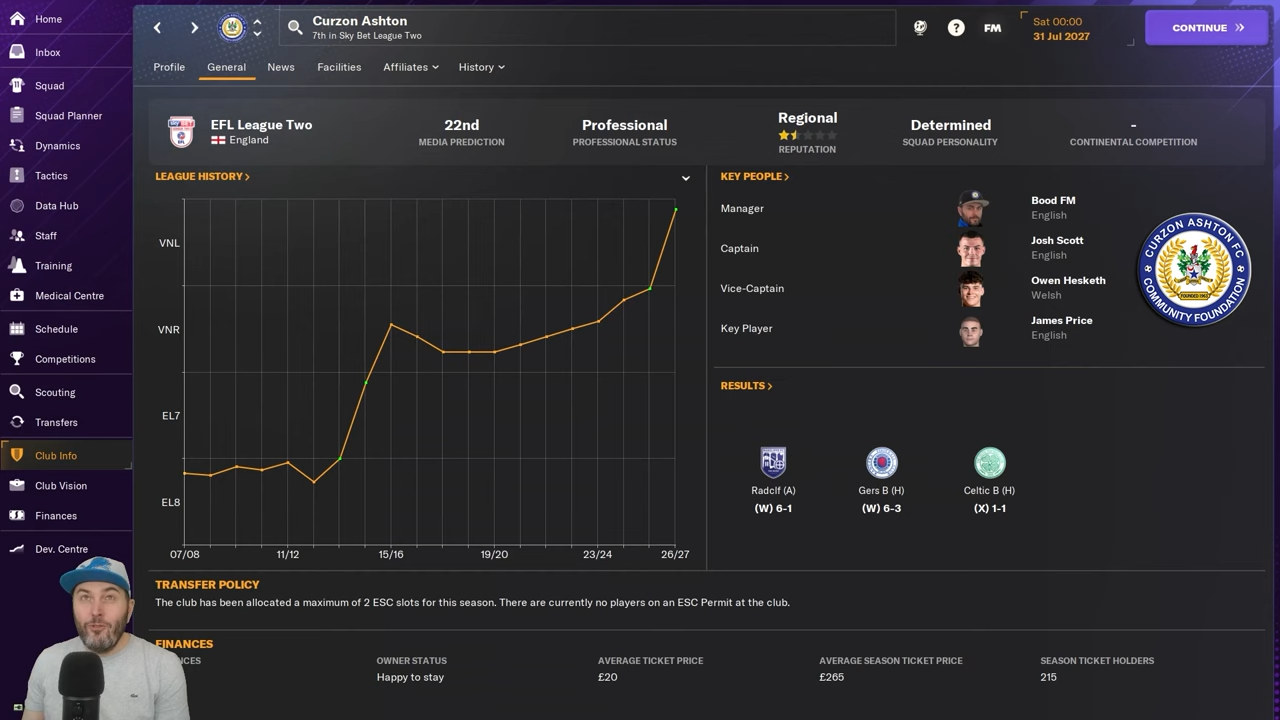 Home
Inbox
Squad
Squad Planner
Dynamics
Tactics
Data Hub
Staff
Training
Medical Centre
Schedule
Competitions
Scouting
Transfers
Club Info
Club Vision
Finances
Dev. Centre
Curzon Ashton
7th in Sky Bet League Two
?
FM
Sat 00:00
31 Jul 2027
CONTINUE
Profile
General
News
Facilities
Affiliates
History
EFL League Two
England
22nd
MEDIA PREDICTION
Professional
PROFESSIONAL STATUS
Regional
REPUTATION
Determined
SQUAD PERSONALITY
-
CONTINENTAL COMPETITION
LEAGUE HISTORY
VNL
VNR
EL7
EL8
07/08 11/12 15/16 19/20 23/24 26/27
KEY PEOPLE
Manager
Bood FM
English
Captain
Josh Scott
English
Vice-Captain
Owen Hesketh
Welsh
Key Player
James Price
English
CURZON ASHTON FC
COMMUNITY FOUNDATION
RESULTS
Radclf (A)
(W) 6-1
Gers B (H)
(W) 6-3
Celtic B (H)
(X) 1-1
TRANSFER POLICY
The club has been allocated a maximum of 2 ESC slots for this season. There are currently no players on an ESC Permit at the club.
FINANCES
OWNER STATUS
Happy to stay
AVERAGE TICKET PRICE
£20
AVERAGE SEASON TICKET PRICE
£265
SEASON TICKET HOLDERS
215